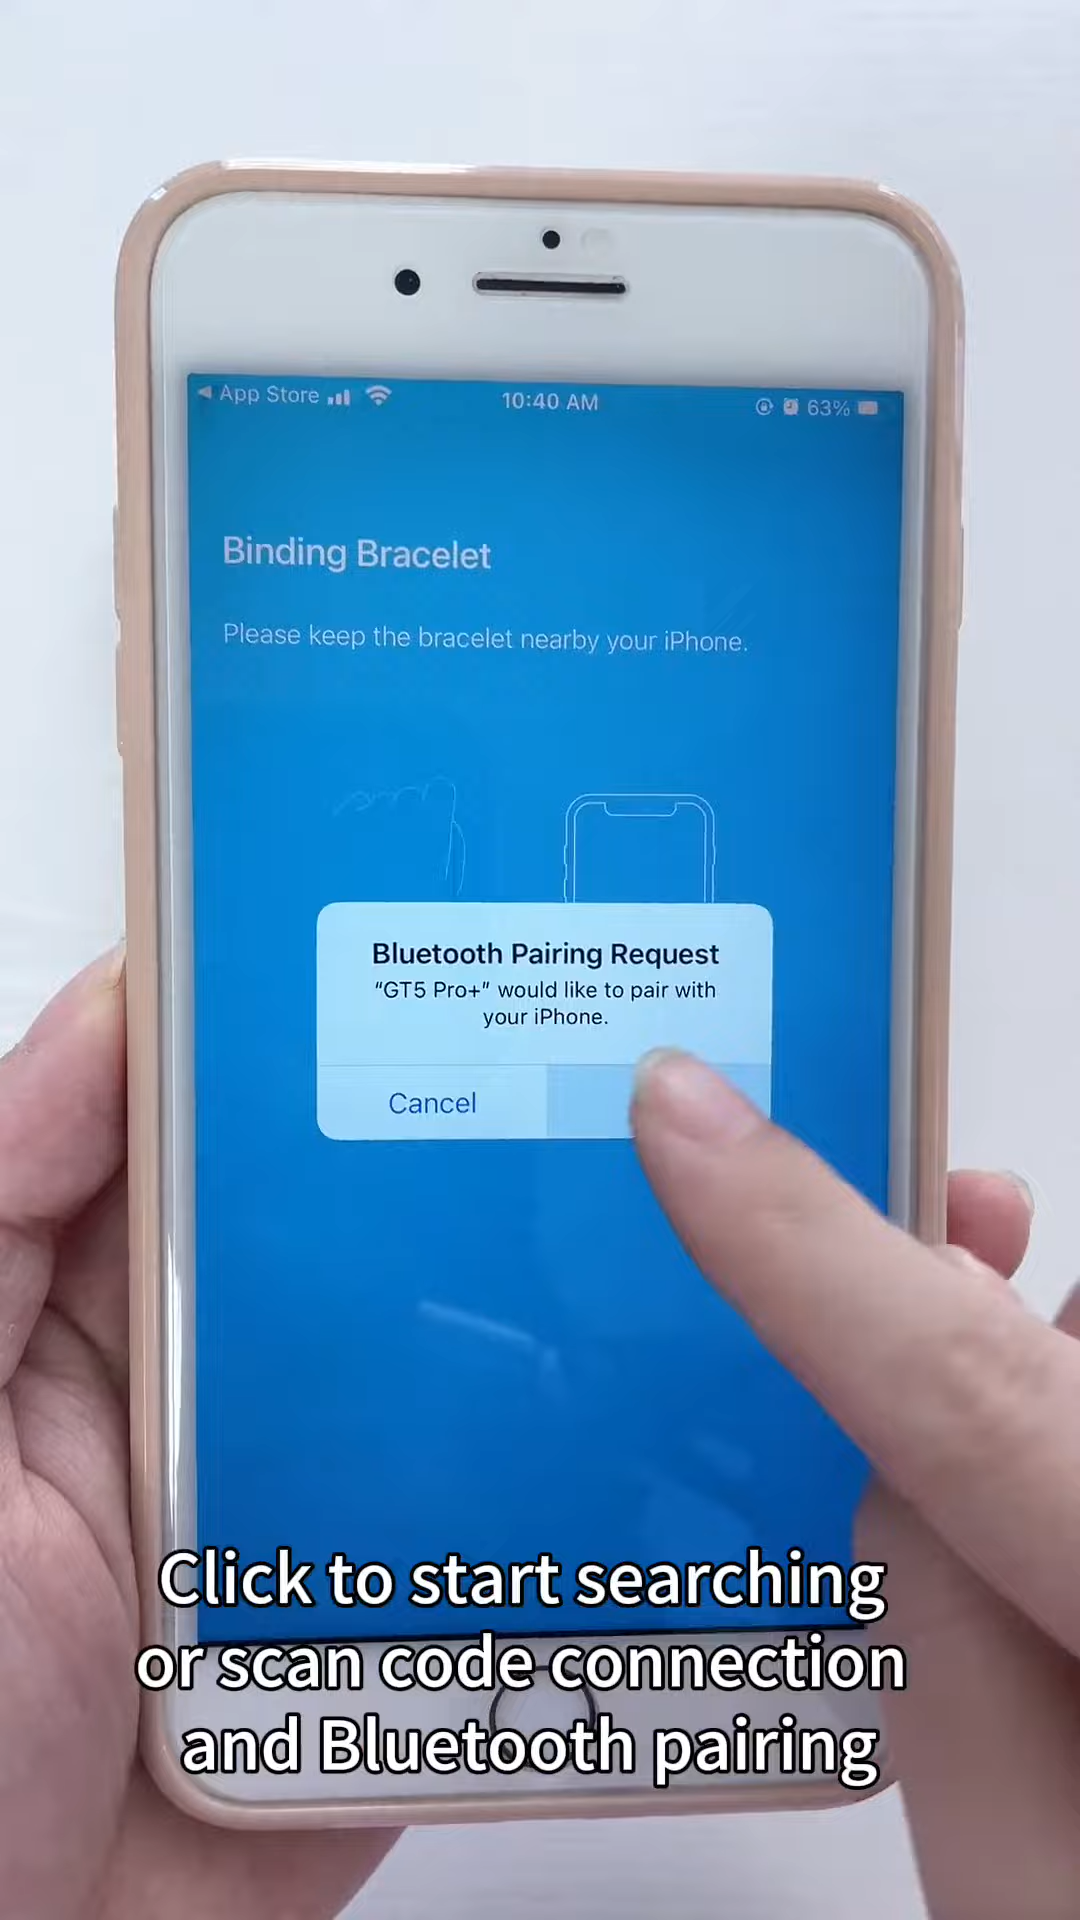 App Store
10:40 AM
63%
Binding Bracelet
Please keep the bracelet nearby your iPhone.
Bluetooth Pairing Request
“GT5 Pro+” would like to pair with
your iPhone.
Cancel
Click to start searching
or scan code connection
and Bluetooth pairing